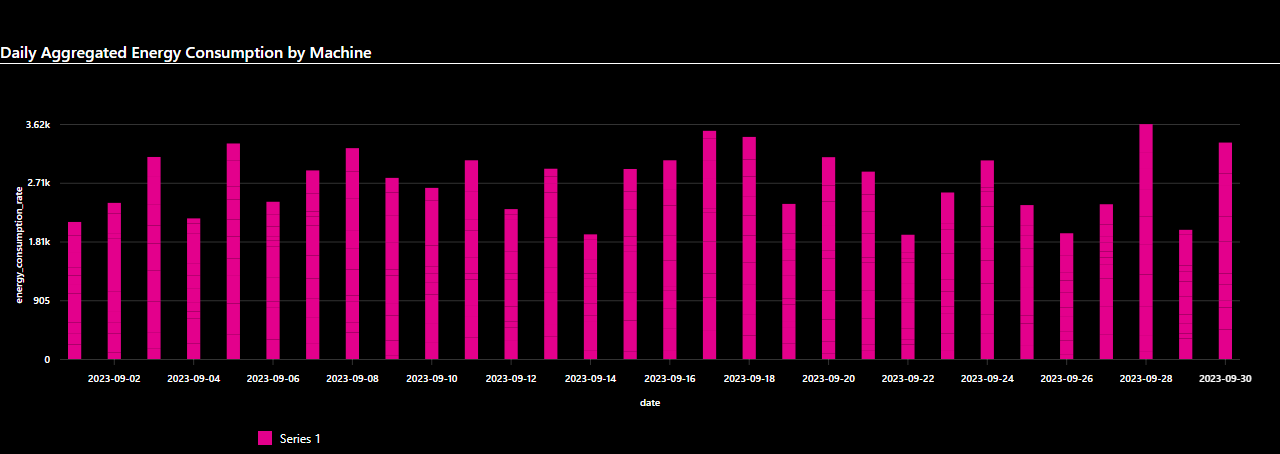 Daily Aggregated Energy Consumption by Machine
3.62k
2.71k
1.81k
905
0
energy_consumption_rate
2023-09-02 2023-09-04 2023-09-06 2023-09-08 2023-09-10 2023-09-12 2023-09-14 2023-09-16 2023-09-18 2023-09-20 2023-09-22 2023-09-24 2023-09-26 2023-09-28 2023-09-30
date
Series 1